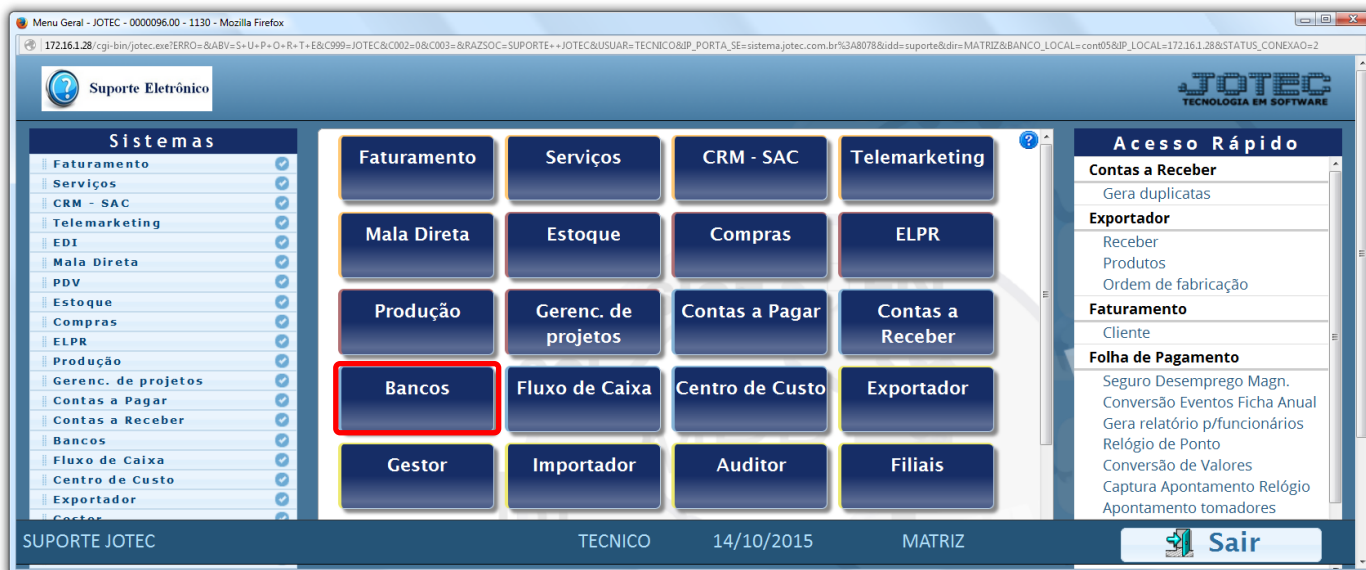 Menu Geral - JOTEC - 0000096.00 - 1130 - Mozilla Firefox
172.16.1.28/cgi-bin/jotec.exe?ERRO=&ABV=S+U+P+O+R+T+E&C999=JOTEC&C002=0&C003=&RAZSOC=SUPORTE++JOTEC&USUAR=TECNICO&IP_PORTA_SE=sistema.jotec.com.br%3A8078&idd=suporte&dir=MATRIZ&BANCO_LOCAL=cont05&IP_LOCAL=172.16.1.28&STATUS_CONEXAO=2
Suporte Eletrônico
JOTEC
TECNOLOGIA EM SOFTWARE
Sistemas
Faturamento
Serviços
CRM - SAC
Telemarketing
EDI
Mala Direta
PDV
Estoque
Compras
ELPR
Produção
Gerenc. de projetos
Contas a Pagar
Contas a Receber
Bancos
Fluxo de Caixa
Centro de Custo
Exportador
Gestor
Faturamento
Serviços
CRM - SAC
Telemarketing
Mala Direta
Estoque
Compras
ELPR
Produção
Gerenc. de
projetos
Contas a Pagar
Contas a
Receber
Bancos
Fluxo de Caixa
Centro de Custo
Exportador
Gestor
Importador
Auditor
Filiais
Acesso Rápido
Contas a Receber
Gera duplicatas
Exportador
Receber
Produtos
Ordem de fabricação
Faturamento
Cliente
Folha de Pagamento
Seguro Desemprego Magn.
Conversão Eventos Ficha Anual
Gera relatório p/funcionários
Relógio de Ponto
Conversão de Valores
Captura Apontamento Relógio
Apontamento tomadores
SUPORTE JOTEC
TECNICO
14/10/2015
MATRIZ
Sair